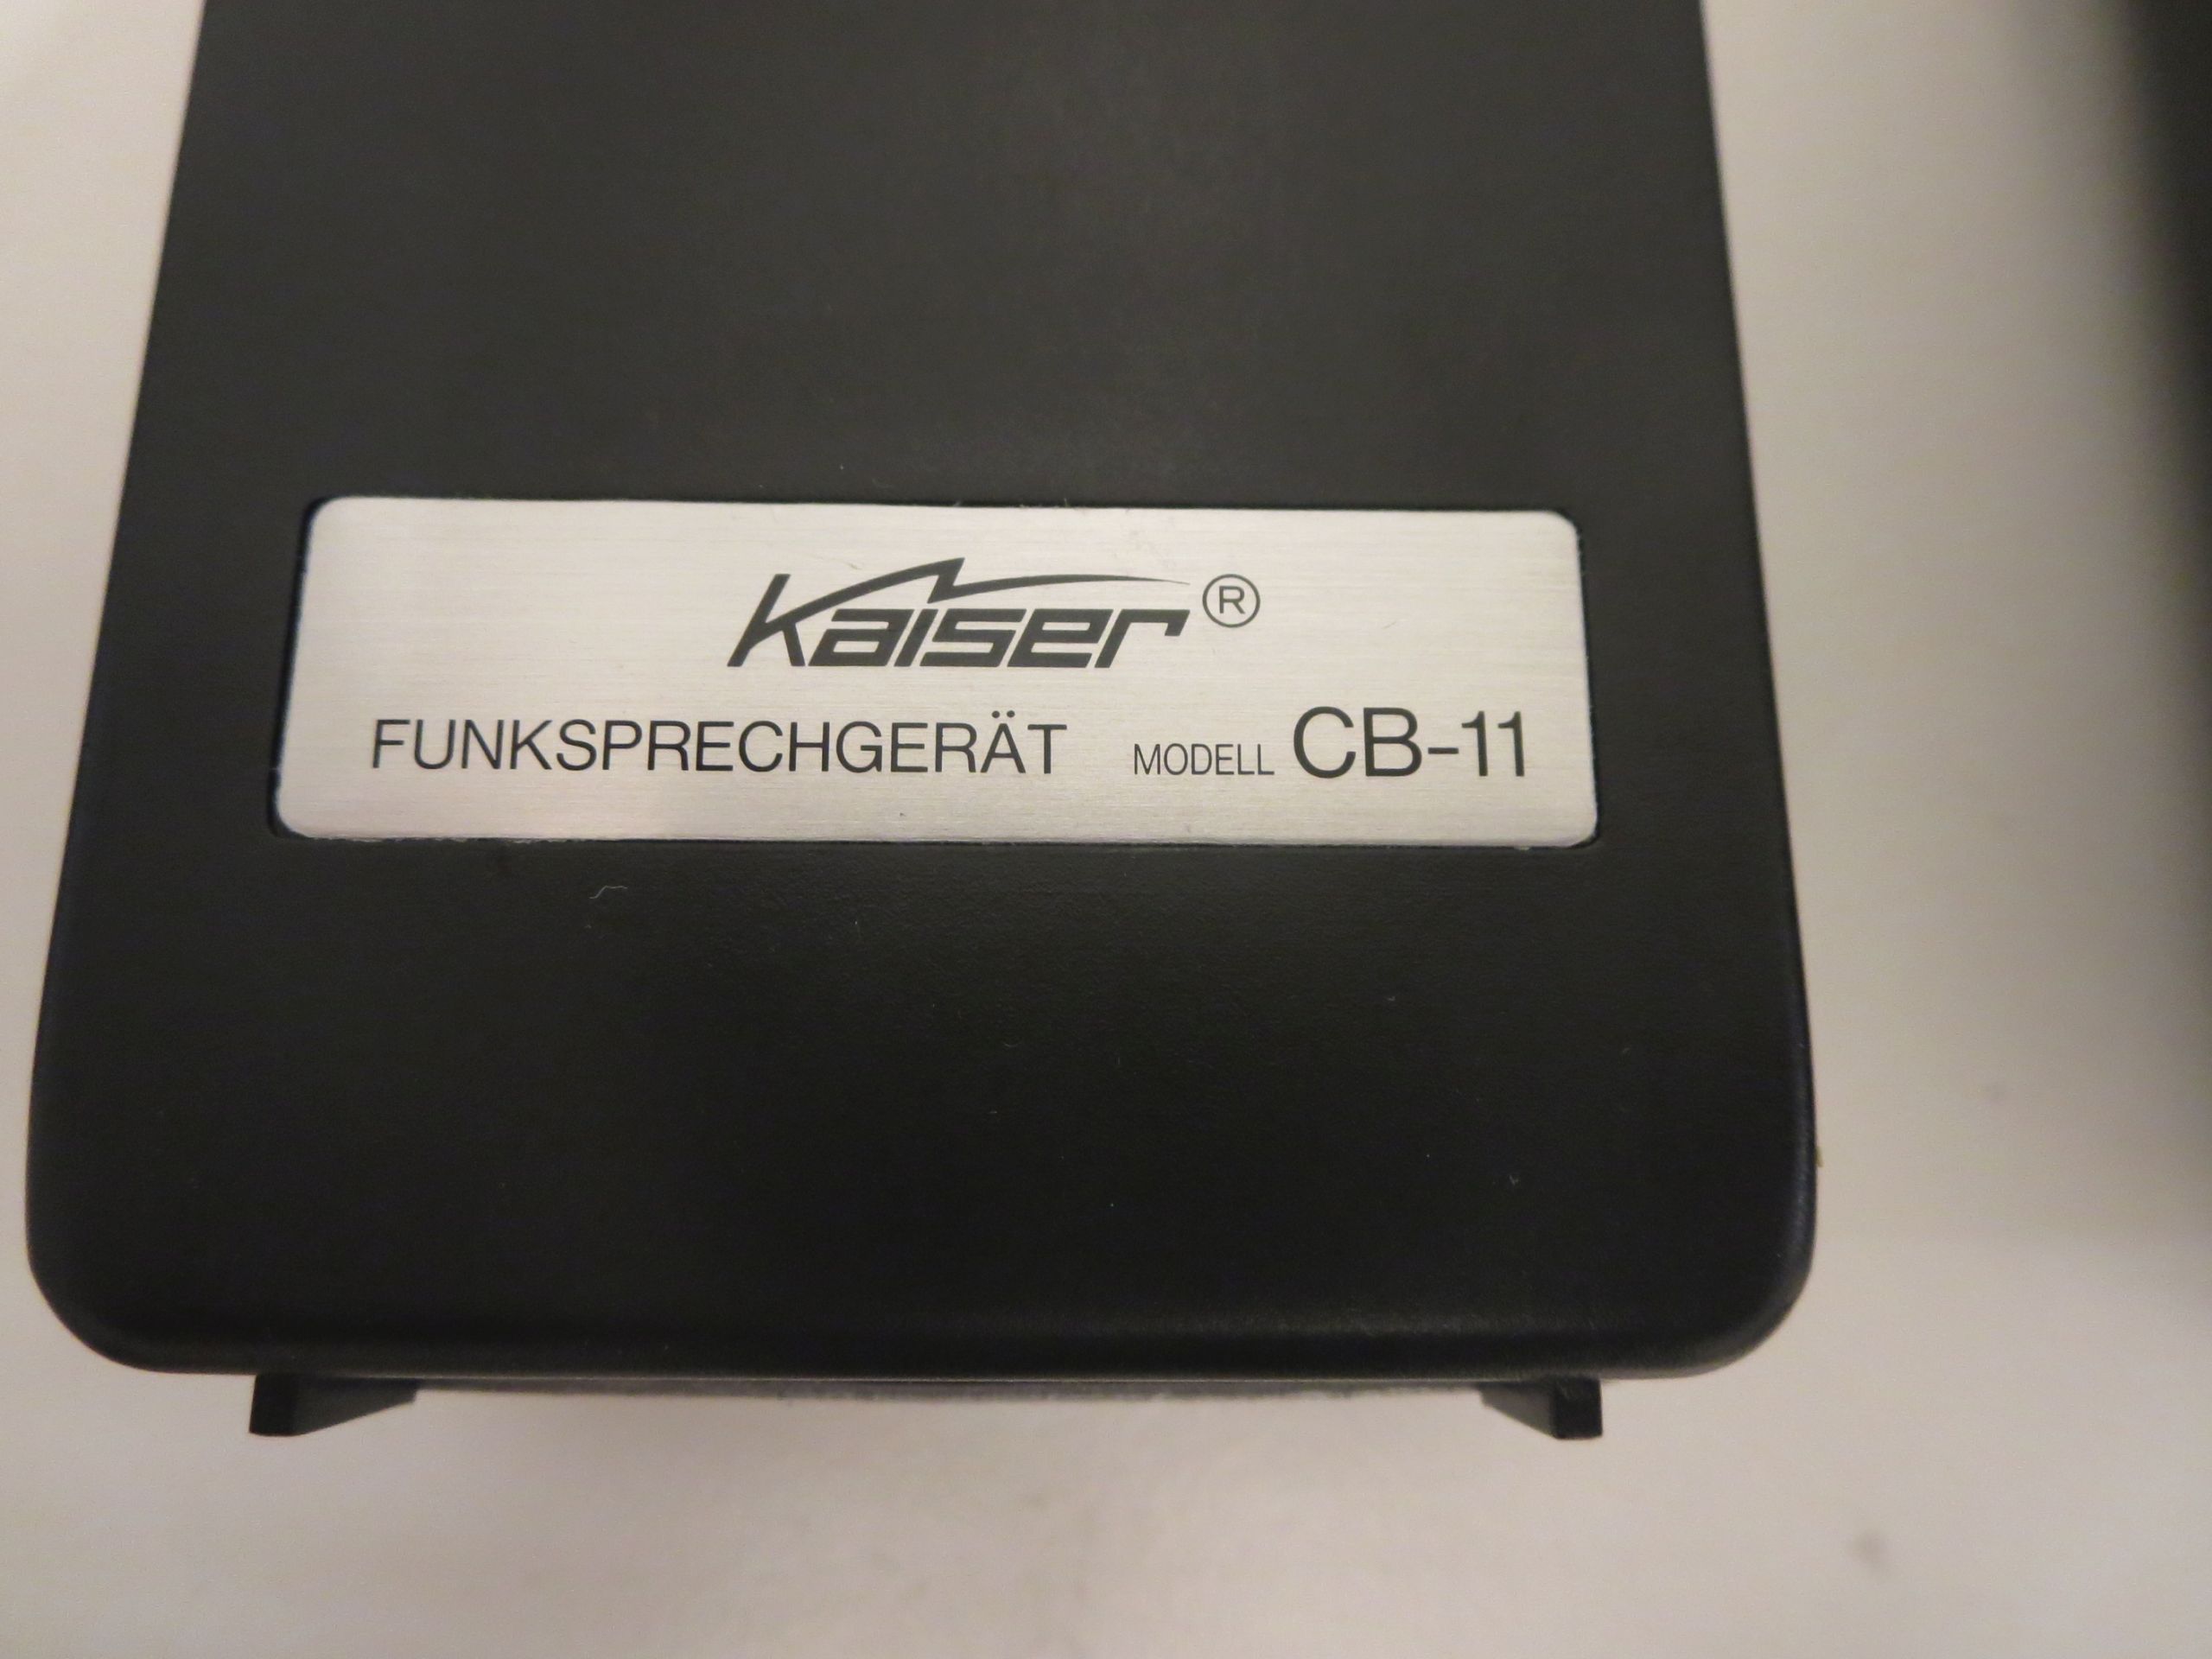 Kaiser®
FUNKSPRECHGERÄT MODELL CB-11